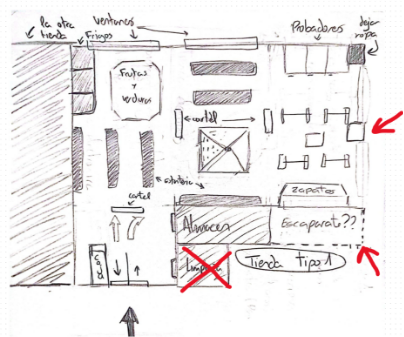 la otra
tienda
Frigos
Ventanas
Probadores
dejar
ropa
Frutas
y
verduras
cartel
estanterias
cartel
zapatos
Almacen
Escaparate??
Caja
Limpieza
Tienda tipo 1